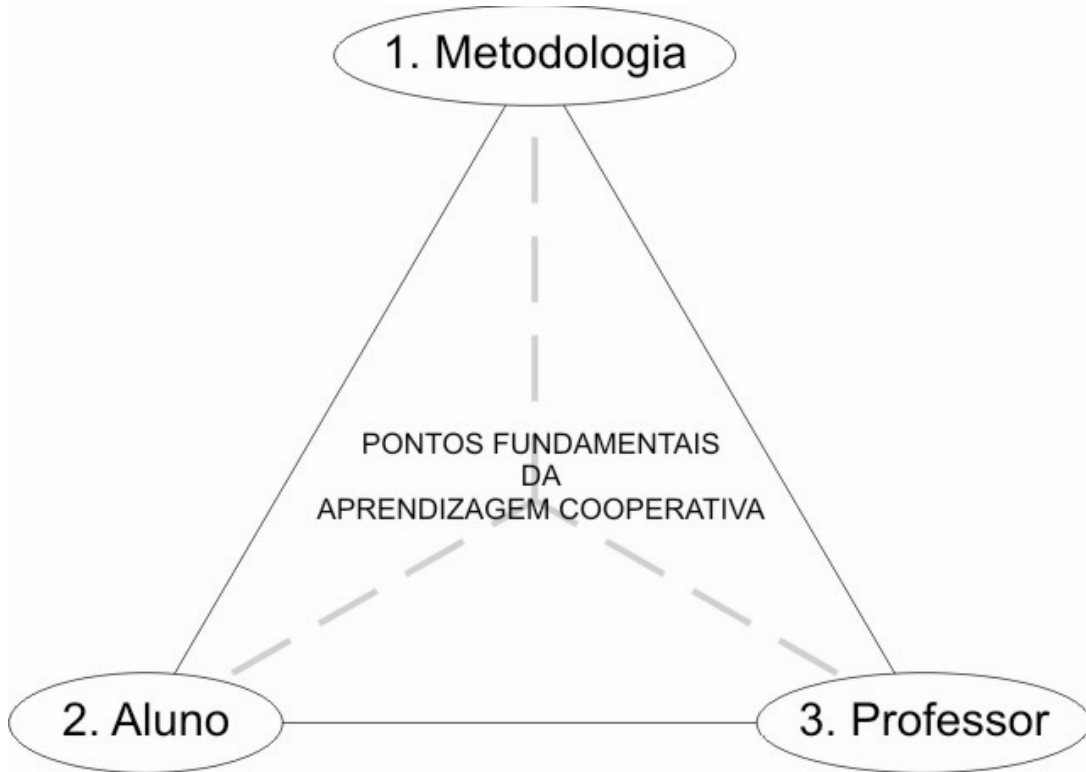 1. Metodologia
PONTOS FUNDAMENTAIS
DA
APRENDIZAGEM COOPERATIVA
2. Aluno
3. Professor